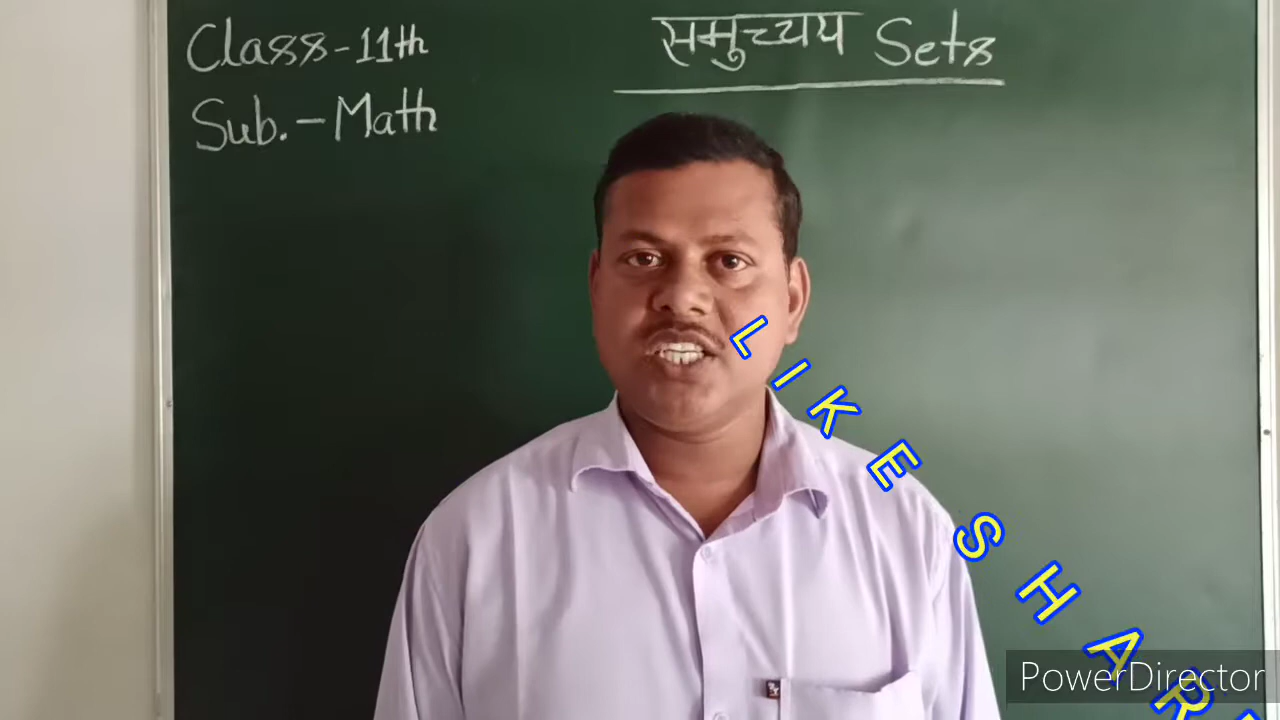 Class-11th
Sub.-Math
समुच्चय Sets
LIKE SHAR
PowerDirector